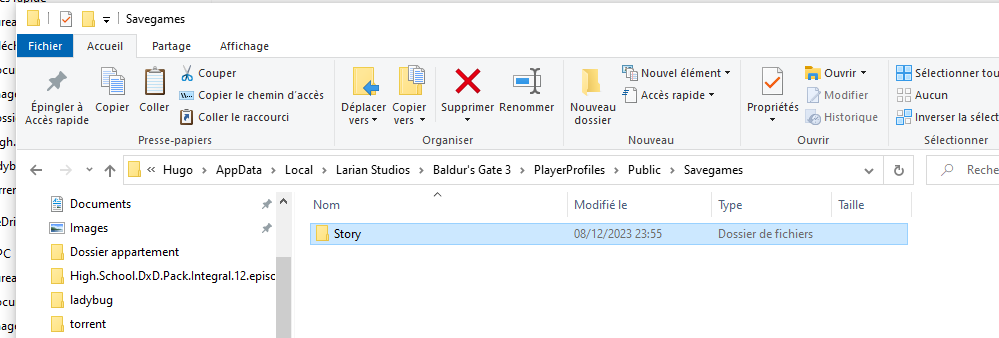 Savegames
Fichier Accueil Partage Affichage
Épingler à Accès rapide
Copier
Coller
Couper
Copier le chemin d'accès
Coller le raccourci
Presse-papiers
Déplacer vers
Copier vers
Supprimer
Renommer
Organiser
Nouveau dossier
Nouvel élément
Accès rapide
Nouveau
Propriétés
Ouvrir
Modifier
Historique
Ouvrir
Sélectionner tou
Aucun
Inverser la sélect
Sélectionner
« Hugo > AppData > Local > Larian Studios > Baldur's Gate 3 > PlayerProfiles > Public > Savegames
Reche
Documents
Images
Dossier appartement
High.School.DxD.Pack.Integral.12.episc
ladybug
torrent
Nom Modifié le Type Taille
Story 08/12/2023 23:55 Dossier de fichiers